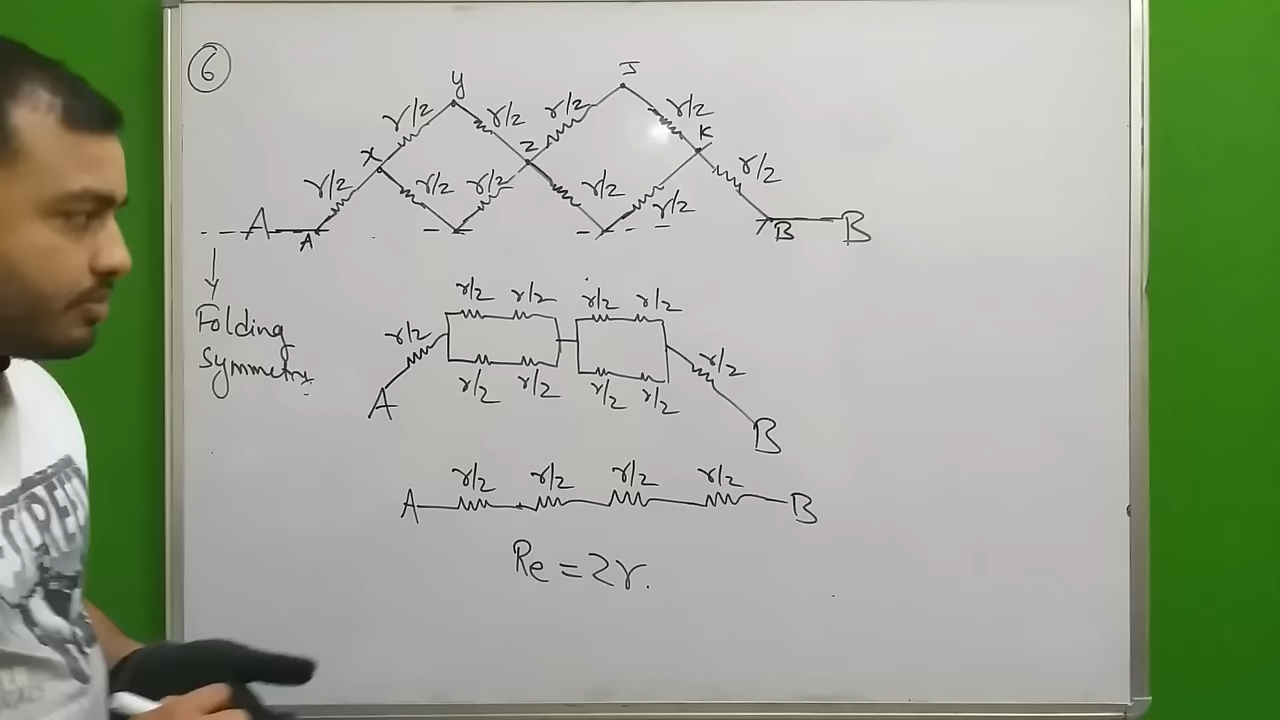 6
y J
r/2 r/2 r/2 r/2
x z K
r/2 r/2 r/2 r/2 r/2 r/2
A A B B
Folding
Symmetry.
r/2 r/2 r/2 r/2
r/2 r/2
r/2 r/2 r/2 r/2
A B
r/2 r/2 r/2 r/2
A B
Re = 2r.